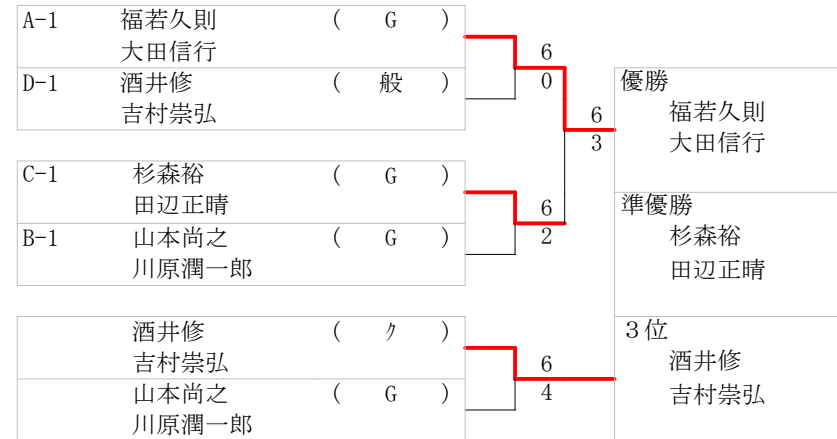 A-1 福若久則 ( G )
大田信行
6
D-1 酒井修 ( 般 )
0
吉村崇弘
優勝
福若久則
6
大田信行
3
C-1 杉森裕 ( G )
田辺正晴
6
B-1 山本尚之 ( G )
2
川原潤一郎
準優勝
杉森裕
田辺正晴
酒井修 ( ｸ )
吉村崇弘
6
山本尚之 ( G )
4
川原潤一郎
３位
酒井修
吉村崇弘